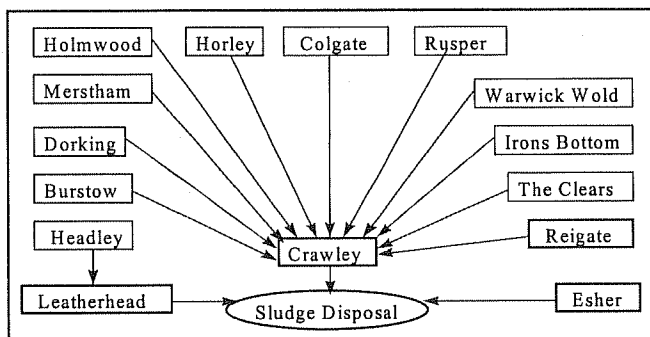 Holmwood
Horley
Colgate
Rusper
Merstham
Warwick Wold
Dorking
Irons Bottom
Burstow
The Clears
Headley
Crawley
Reigate
Leatherhead
Sludge Disposal
Esher